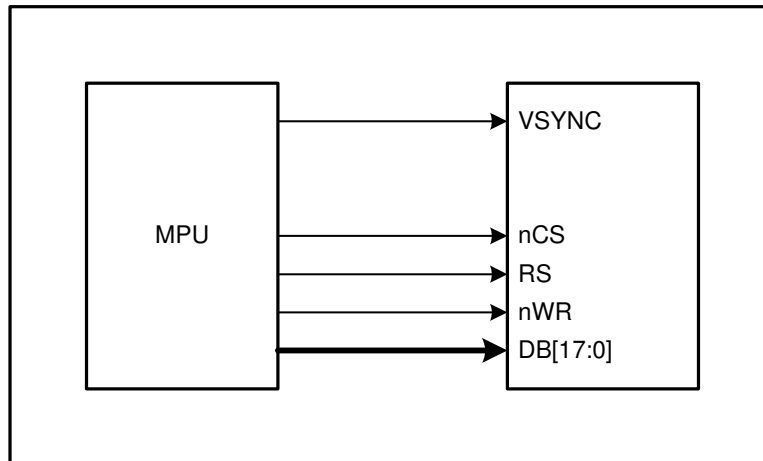 VSYNC
MPU
nCS
RS
nWR
DB[17:0]